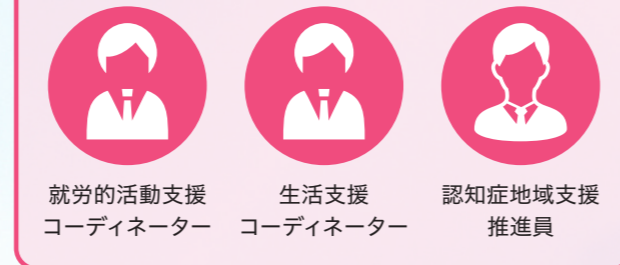 就労的活動支援
コーディネーター
生活支援
コーディネーター
認知症地域支援
推進員